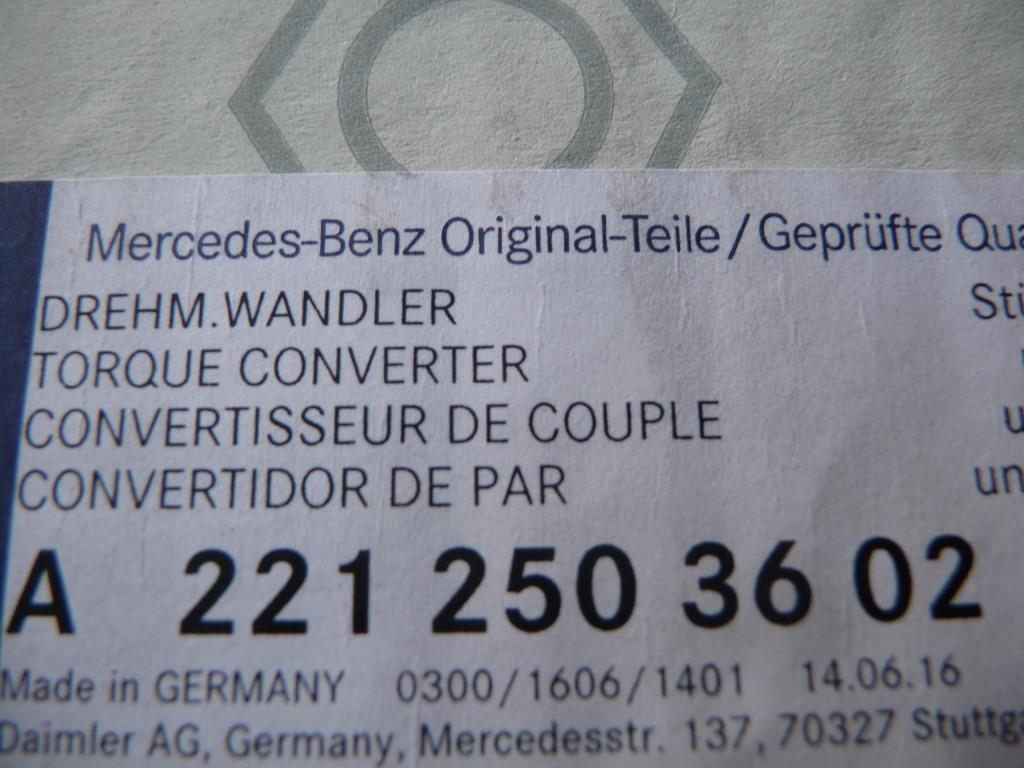 Mercedes-Benz Original-Teile/Geprüfte
DREHM.WANDLER
TORQUE CONVERTER
CONVERTISSEUR DE COUPLE
CONVERTIDOR DE PAR
A 221 250 36 02
Made in GERMANY 0300/1606/1401 14.06.16
Daimler AG, Germany, Mercedesstr. 137, 70327